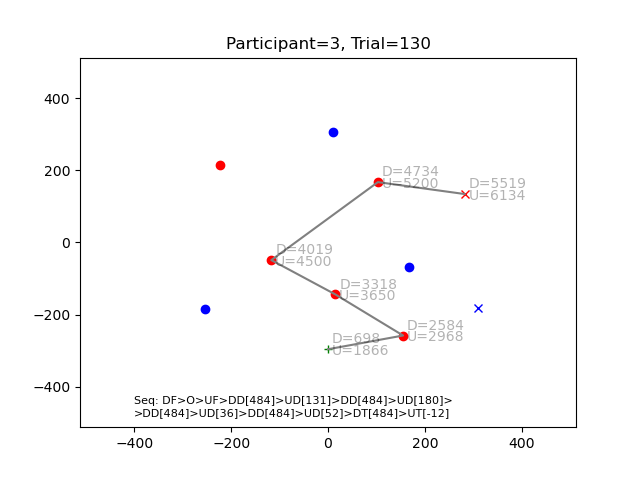 Participant=3, Trial=130
400
200
0
−200
−400
−400
−200
0
200
400
D=4734
U=5200
D=5519
U=6134
D=4019
U=4500
D=3318
U=3650
D=2584
U=2968
D=698
U=1866
Seq: DF>O>UF>DD[484]>UD[131]>DD[484]>UD[180]>
>DD[484]>UD[36]>DD[484]>UD[52]>DT[484]>UT[-12]